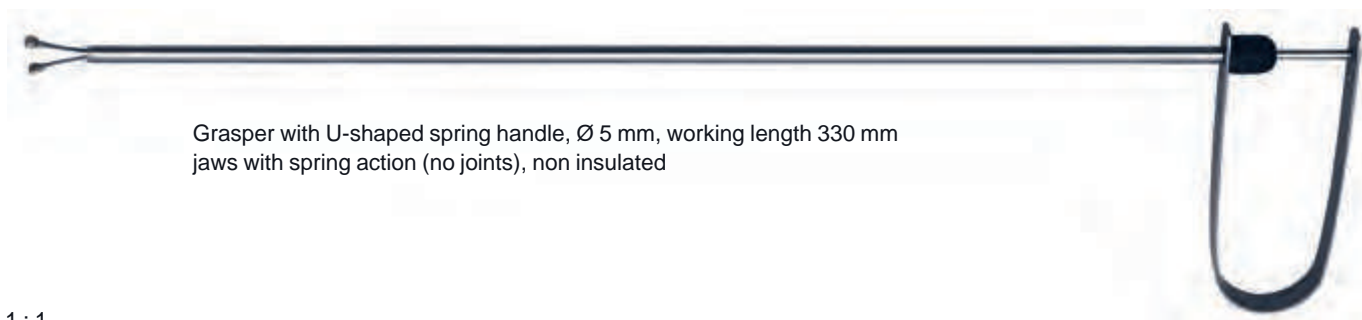 Grasper with U-shaped spring handle, Ø 5 mm, working length 330 mm
jaws with spring action (no joints), non insulated
1 : 1